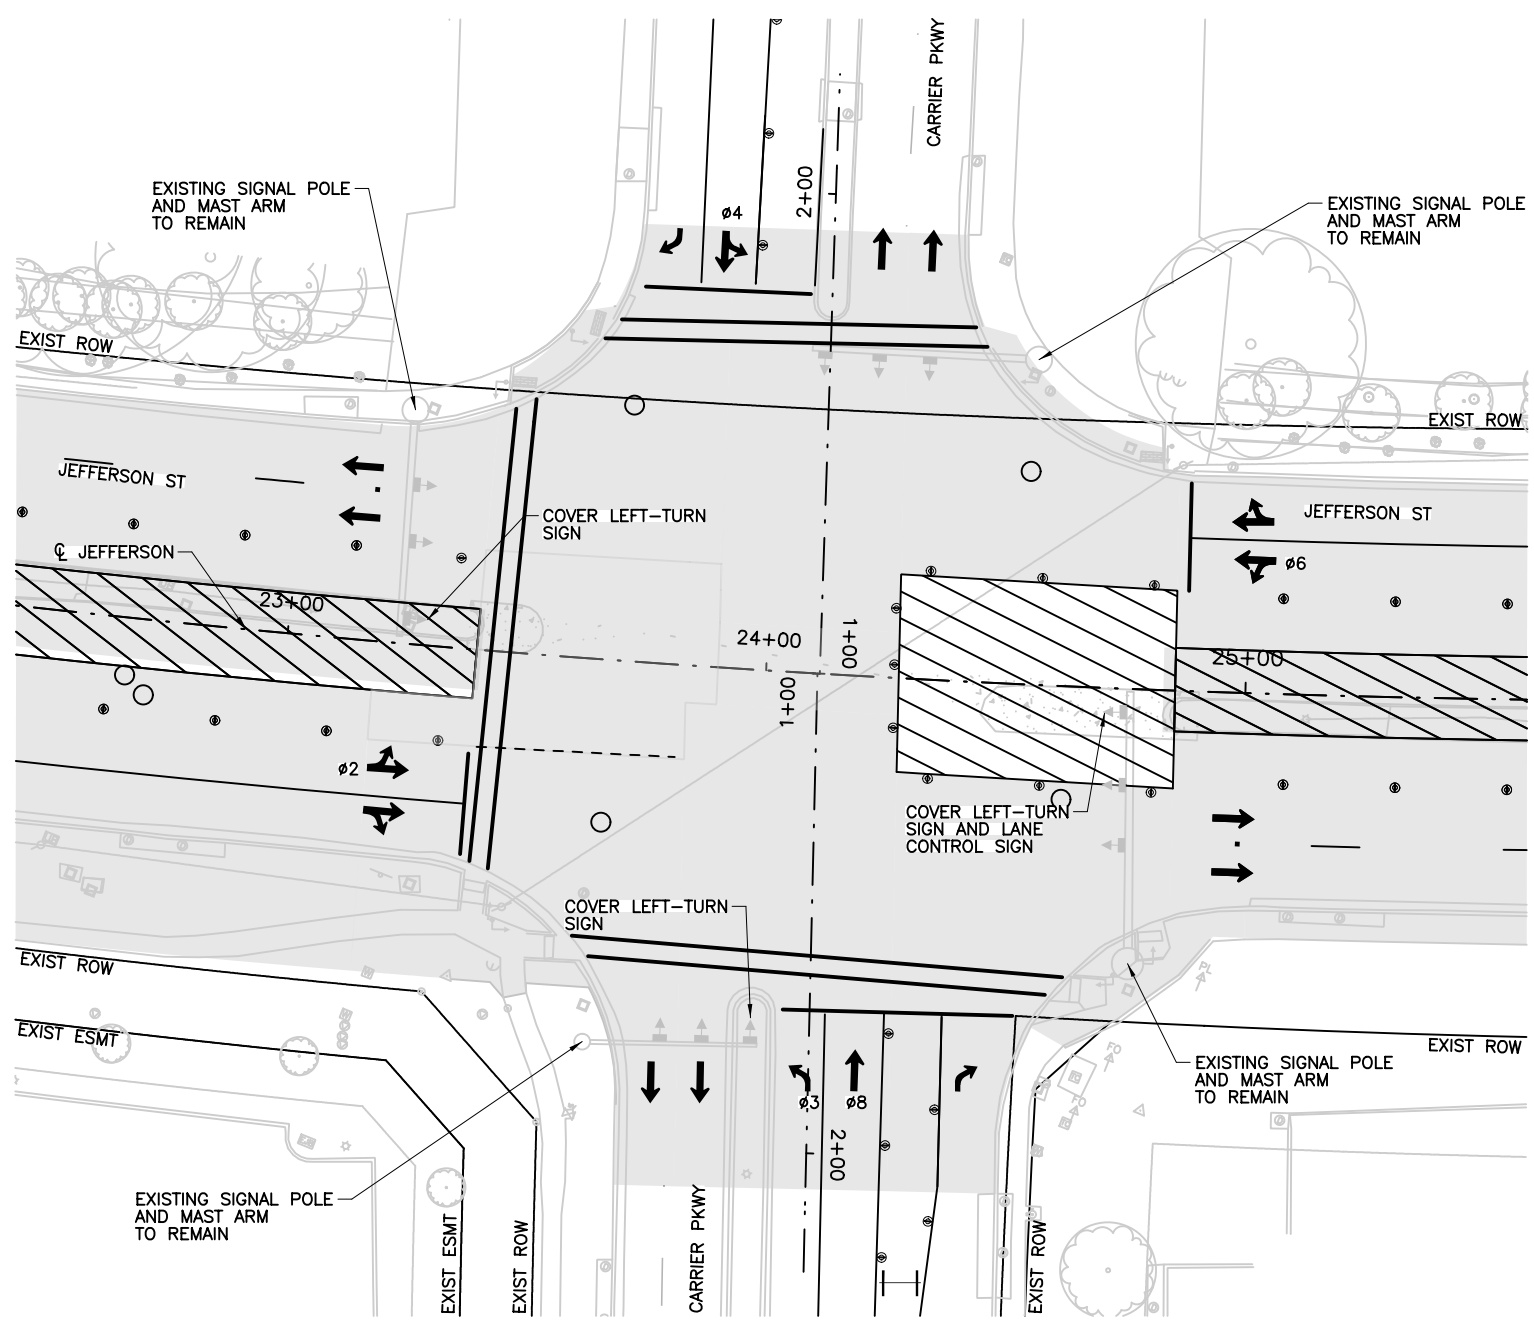 CARRIER PKWY
2+00
ø4
EXISTING SIGNAL POLE
AND MAST ARM
TO REMAIN
EXISTING SIGNAL POLE
AND MAST ARM
TO REMAIN
EXIST ROW
EXIST ROW
JEFFERSON ST
JEFFERSON ST
COVER LEFT-TURN
SIGN
℄ JEFFERSON
ø6
23+00
24+00
1+00
1+00
25+00
ø2
COVER LEFT-TURN
SIGN AND LANE
CONTROL SIGN
COVER LEFT-TURN
SIGN
EXIST ROW
PL
EXIST ESMT
FO
EXIST ROW
EXISTING SIGNAL POLE
AND MAST ARM
TO REMAIN
ø3
ø8
FO
2+00
EXISTING SIGNAL POLE
AND MAST ARM
TO REMAIN
EXIST ESMT
EXIST ROW
CARRIER PKWY
EXIST ROW